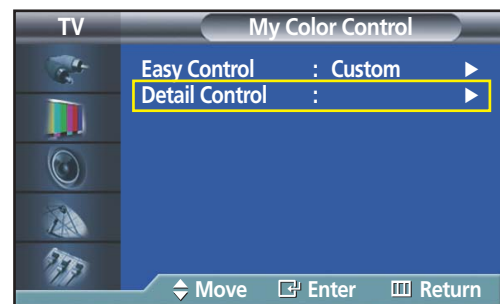 TV
My Color Control
Easy Control : Custom
Detail Control :
Move Enter Return